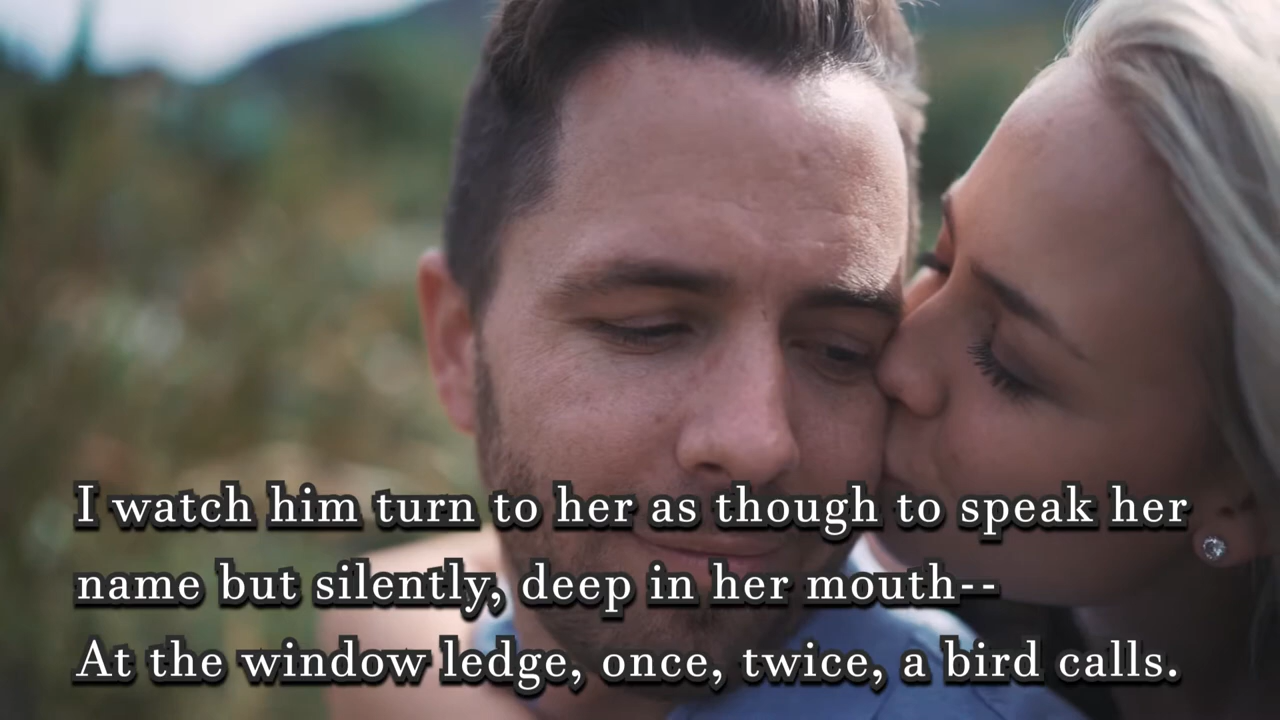 I watch him turn to her as though to speak her
name but silently, deep in her mouth--
At the window ledge, once, twice, a bird calls.